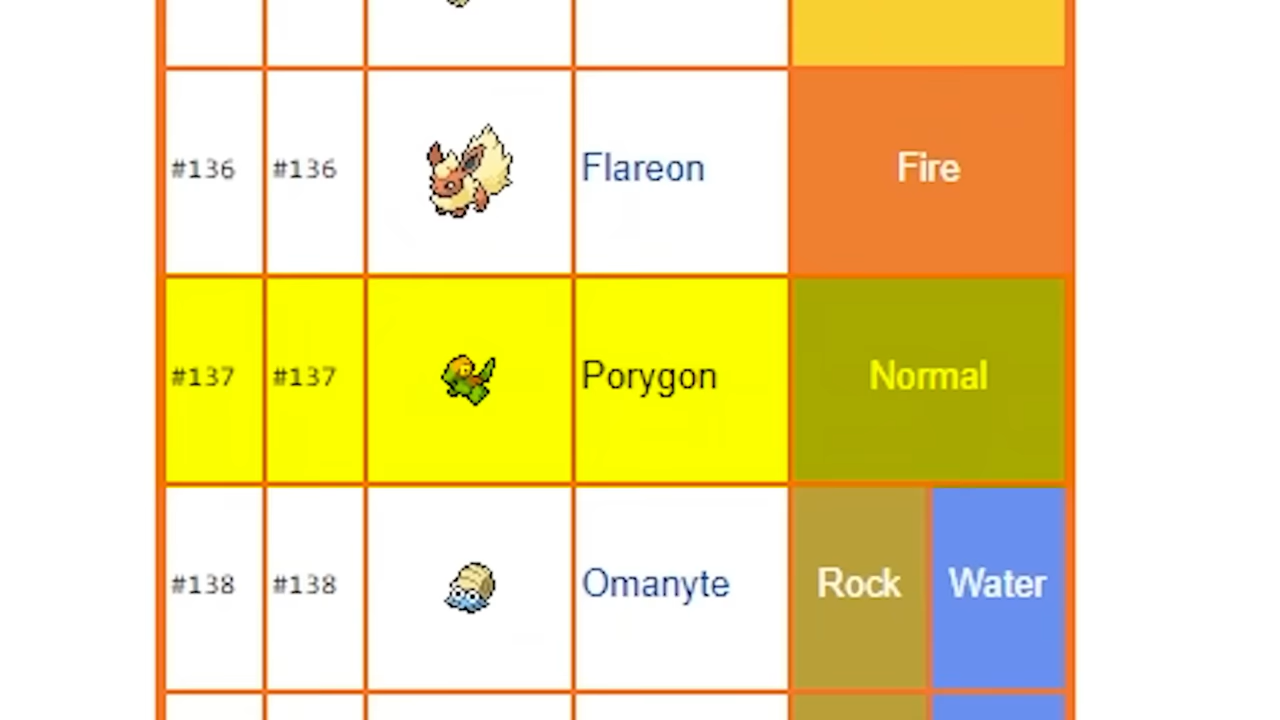 #136 #136 Flareon Fire
#137 #137 Porygon Normal
#138 #138 Omanyte Rock Water